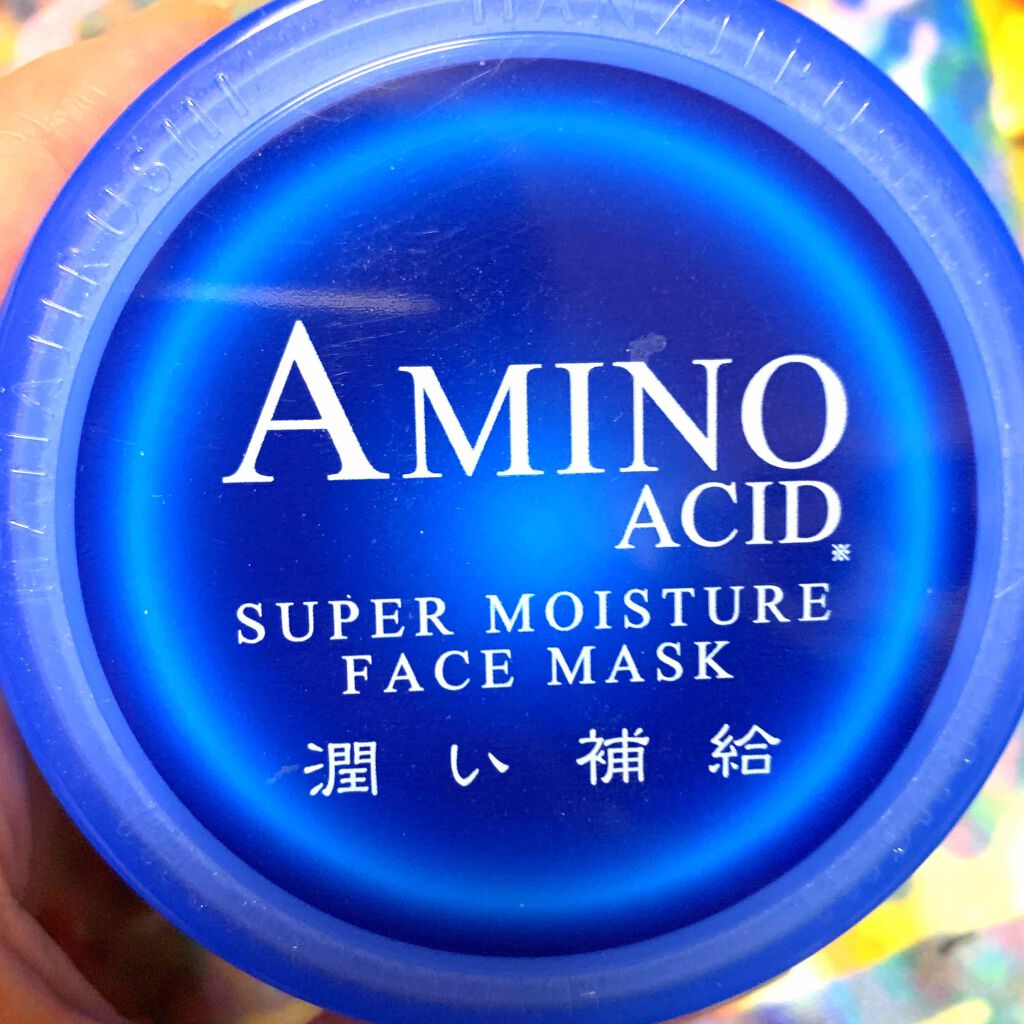 AMINO
ACID
※
SUPER MOISTURE
FACE MASK
潤い補給